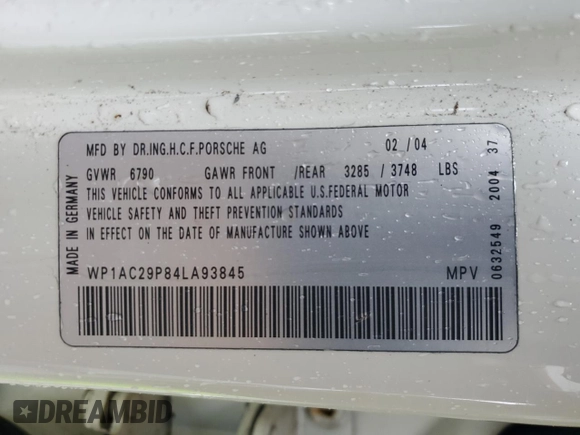 MFD BY DR.ING.H.C.F.PORSCHE AG 02 /04
GVWR 6790 GAWR FRONT /REAR 3285 / 3748 LBS
THIS VEHICLE CONFORMS TO ALL APPLICABLE U.S.FEDERAL MOTOR
VEHICLE SAFETY AND THEFT PREVENTION STANDARDS
IN EFFECT ON THE DATE OF MANUFACTURE SHOWN ABOVE
WP1AC29P84LA93845 MPV
MADE IN GERMANY
0632549 2004 37
DREAMBID